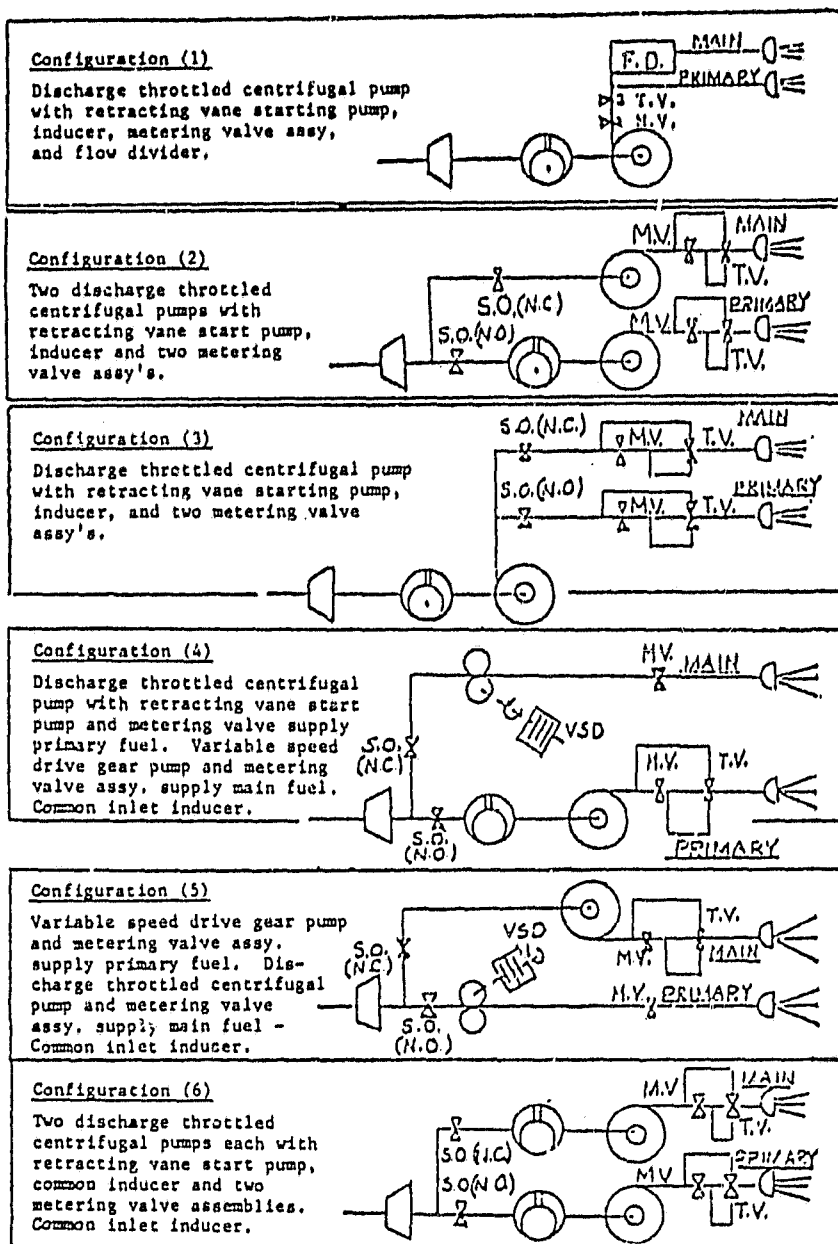 Configuration (1)
Discharge throttled centrifugal pump
with retracting vane starting pump,
inducer, metering valve assy,
and flow divider.
F.D.
MAIN
PRIMARY
T.V.
M.V.
Configuration (2)
Two discharge throttled
centrifugal pumps with
retracting vane start pump,
inducer and two metering
valve assy's.
M.V.
MAIN
T.V.
S.O.(N.C)
S.O.(N.O)
M.V.
PRIMARY
T.V.
Configuration (3)
Discharge throttled centrifugal pump
with retracting vane starting pump,
inducer, and two metering valve
assy's.
S.O.(N.C.)
M.V.
T.V.
MAIN
S.O.(N.O)
M.V.
T.V.
PRIMARY
Configuration (4)
Discharge throttled centrifugal
pump with retracting vane start
pump and metering valve supply
primary fuel. Variable speed
drive gear pump and metering
valve assy. supply main fuel.
Common inlet inducer.
M.V.
MAIN
VSD
S.O.
(N.C.)
M.V.
T.V.
S.O.
(N.O.)
PRIMARY
Configuration (5)
Variable speed drive gear pump
and metering valve assy.
supply primary fuel. Dis-
charge throttled centrifugal
pump and metering valve
assy. supply main fuel -
Common inlet inducer.
T.V.
VSD
S.O.
(N.C.)
M.V.
MAIN
M.V.
PRIMARY
S.O.
(N.O.)
Configuration (6)
Two discharge throttled
centrifugal pumps each with
retracting vane start pump,
common inducer and two
metering valve assemblies.
Common inlet inducer.
M.V
MAIN
T.V.
S.O(N.C)
S.O(N.O)
MV
PRIMARY
T.V.